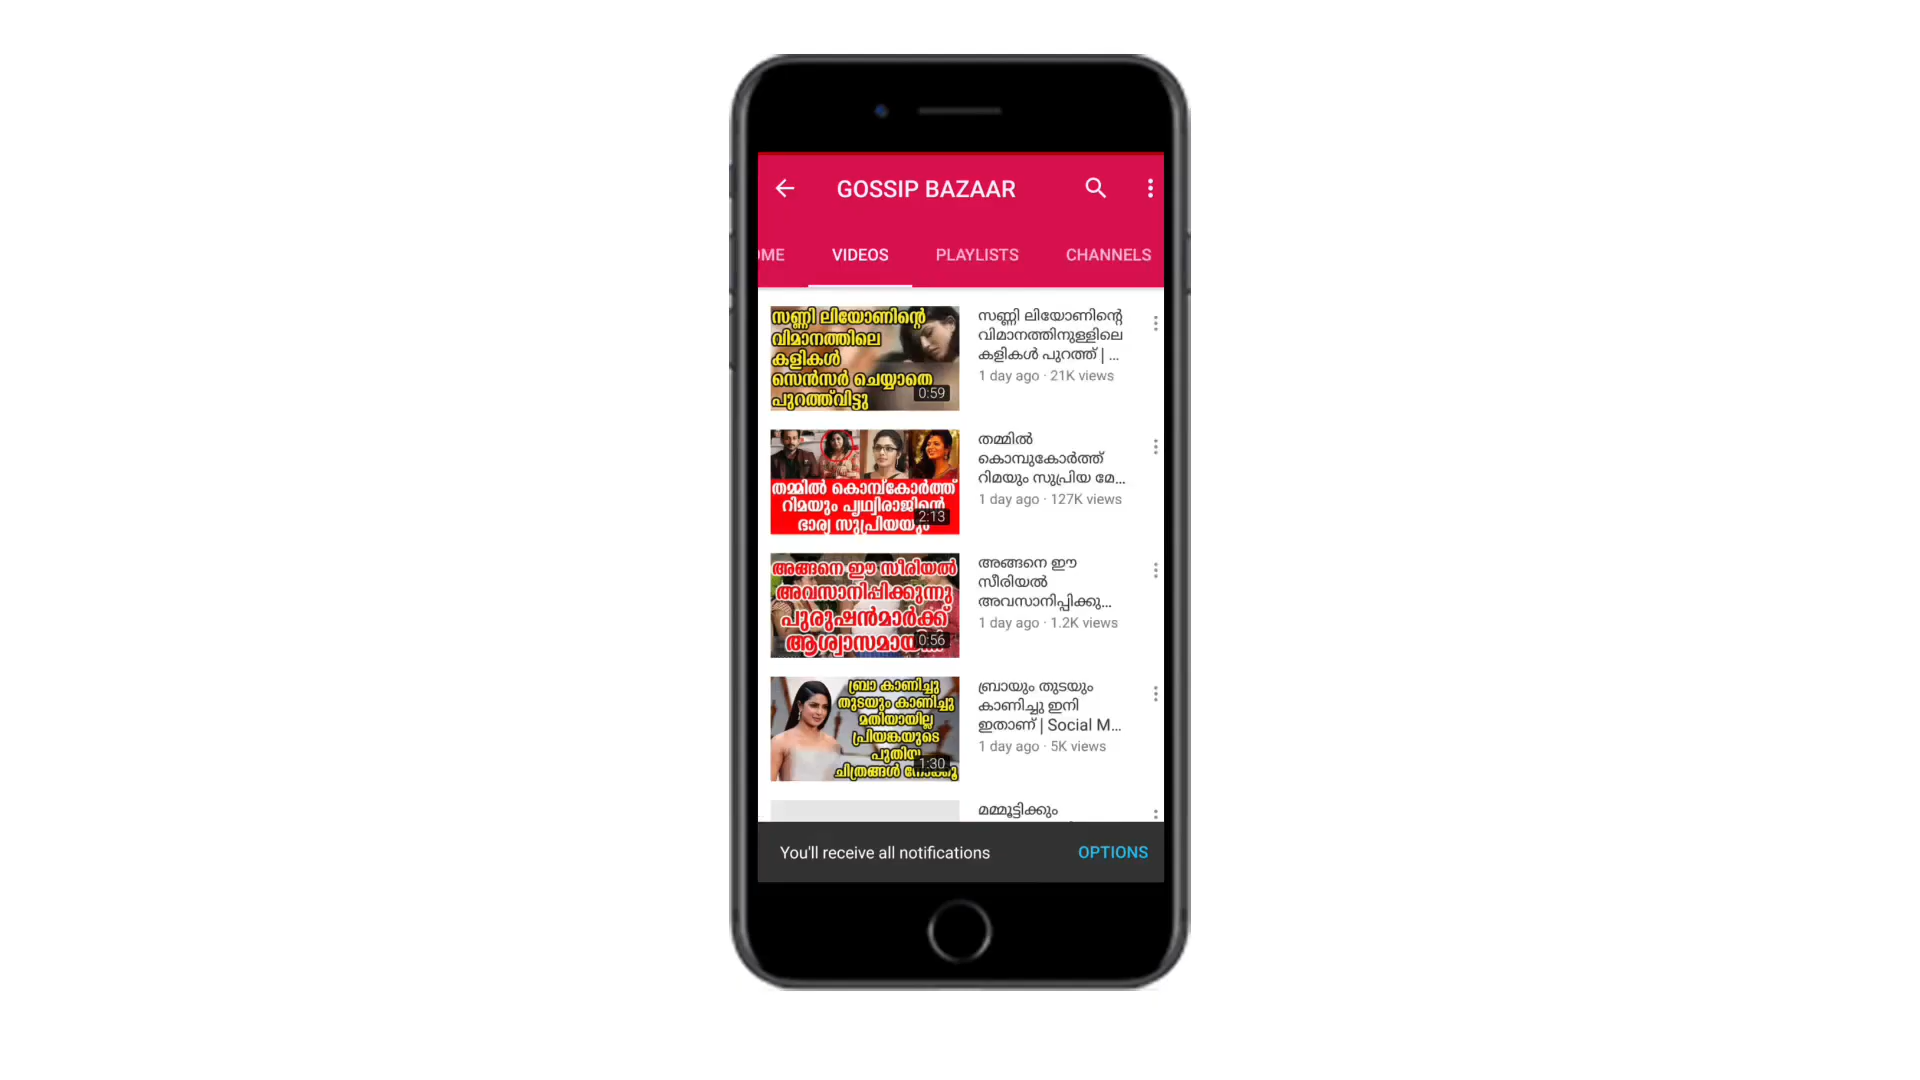 GOSSIP BAZAAR
OME VIDEOS PLAYLISTS CHANNELS
സണ്ണി ലിയോണിന്റെ
വിമാനത്തിലെ
കളികൾ
സെൻസർ ചെയ്യാതെ
പുറത്ത്‌വിട്ടു
0:59
സണ്ണി ലിയോണിന്റെ
വിമാനത്തിനുള്ളിലെ
കളികൾ പുറത്ത് | ...
1 day ago · 21K views
തമ്മിൽ കൊമ്പ്കോർത്ത്
റിമയും പൃഥ്വിരാജിന്റെ
ഭാര്യ സുപ്രിയയും
2:13
തമ്മിൽ
കൊമ്പുകോർത്ത്
റിമയും സുപ്രിയ മേ...
1 day ago · 127K views
അങ്ങനെ ഈ സീരിയൽ
അവസാനിപ്പിക്കുന്നു
പുരുഷൻമാർക്ക്
0:56
അങ്ങനെ ഈ
സീരിയൽ
അവസാനിപ്പിക്കു...
1 day ago · 1.2K views
ബ്രാ കാണിച്ചു
തുടയും കാണിച്ചു
മതിയായില്ല
പ്രിയങ്കയുടെ
പുതിയ
ചിത്രങ്ങൾ നോക്കൂ
1:30
ബ്രായും തുടയും
കാണിച്ചു ഇനി
ഇതാണ് | Social M...
1 day ago · 5K views
മമ്മൂട്ടിക്കും
You'll receive all notifications OPTIONS